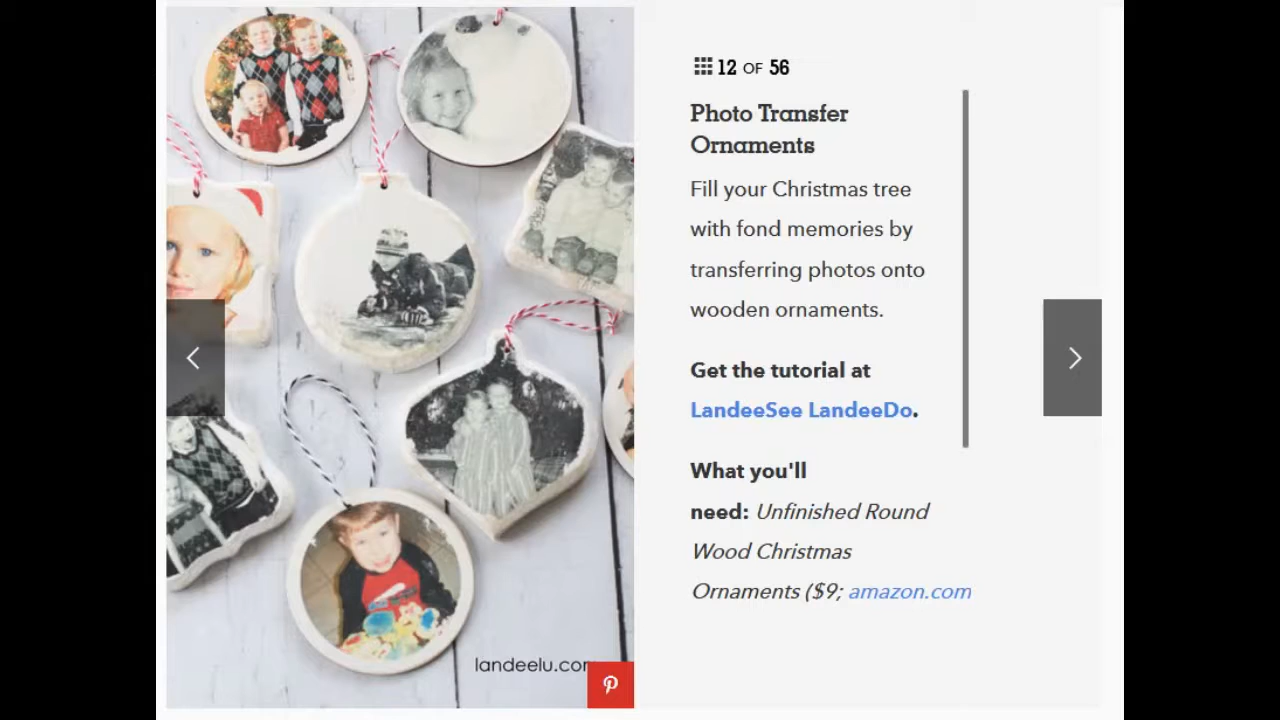 12 OF 56
Photo Transfer
Ornaments
Fill your Christmas tree
with fond memories by
transferring photos onto
wooden ornaments.
Get the tutorial at
LandeeSee LandeeDo.
What you'll
need: Unfinished Round
Wood Christmas
Ornaments ($9; amazon.com
landeelu.com